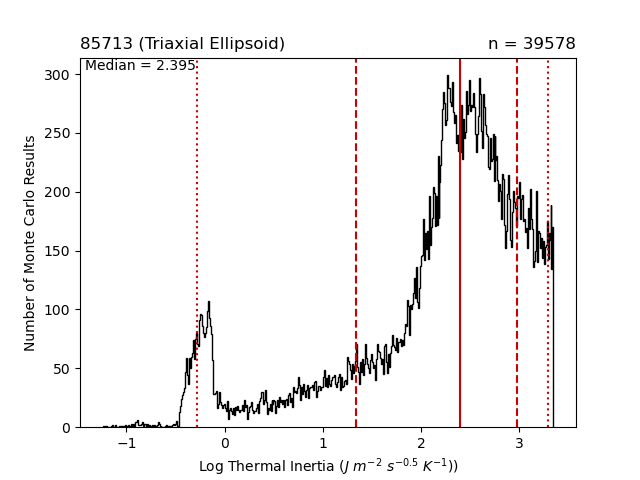 85713 (Triaxial Ellipsoid)
n = 39578
Median = 2.395
300
250
200
150
100
50
0
Number of Monte Carlo Results
−1 0 1 2 3
Log Thermal Inertia (J m⁻² s⁻⁰·⁵ K⁻¹))